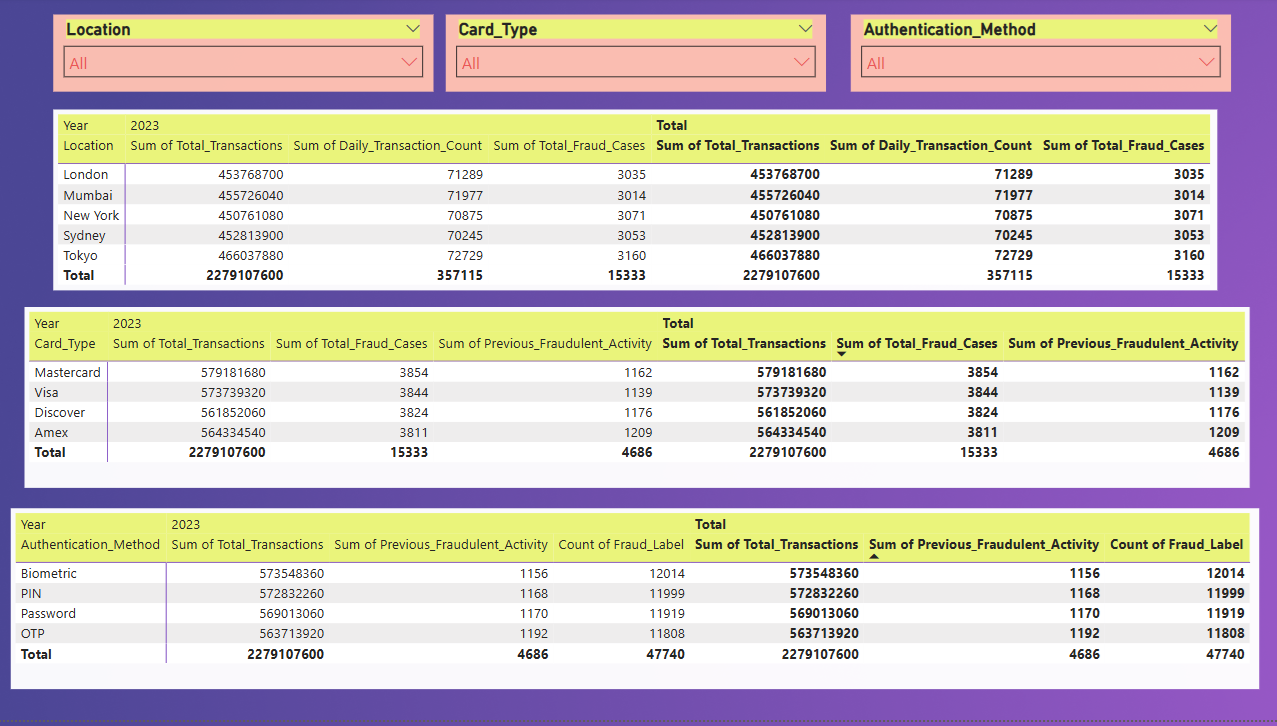 Location Card_Type Authentication_Method
All All All
Year 2023 Total
Location Sum of Total_Transactions Sum of Daily_Transaction_Count Sum of Total_Fraud_Cases Sum of Total_Transactions Sum of Daily_Transaction_Count Sum of Total_Fraud_Cases
London 453768700 71289 3035 453768700 71289 3035
Mumbai 455726040 71977 3014 455726040 71977 3014
New York 450761080 70875 3071 450761080 70875 3071
Sydney 452813900 70245 3053 452813900 70245 3053
Tokyo 466037880 72729 3160 466037880 72729 3160
Total 2279107600 357115 15333 2279107600 357115 15333
Year 2023 Total
Card_Type Sum of Total_Transactions Sum of Total_Fraud_Cases Sum of Previous_Fraudulent_Activity Sum of Total_Transactions Sum of Total_Fraud_Cases Sum of Previous_Fraudulent_Activity
Mastercard 579181680 3854 1162 579181680 3854 1162
Visa 573739320 3844 1139 573739320 3844 1139
Discover 561852060 3824 1176 561852060 3824 1176
Amex 564334540 3811 1209 564334540 3811 1209
Total 2279107600 15333 4686 2279107600 15333 4686
Year 2023 Total
Authentication_Method Sum of Total_Transactions Sum of Previous_Fraudulent_Activity Count of Fraud_Label Sum of Total_Transactions Sum of Previous_Fraudulent_Activity Count of Fraud_Label
Biometric 573548360 1156 12014 573548360 1156 12014
PIN 572832260 1168 11999 572832260 1168 11999
Password 569013060 1170 11919 569013060 1170 11919
OTP 563713920 1192 11808 563713920 1192 11808
Total 2279107600 4686 47740 2279107600 4686 47740